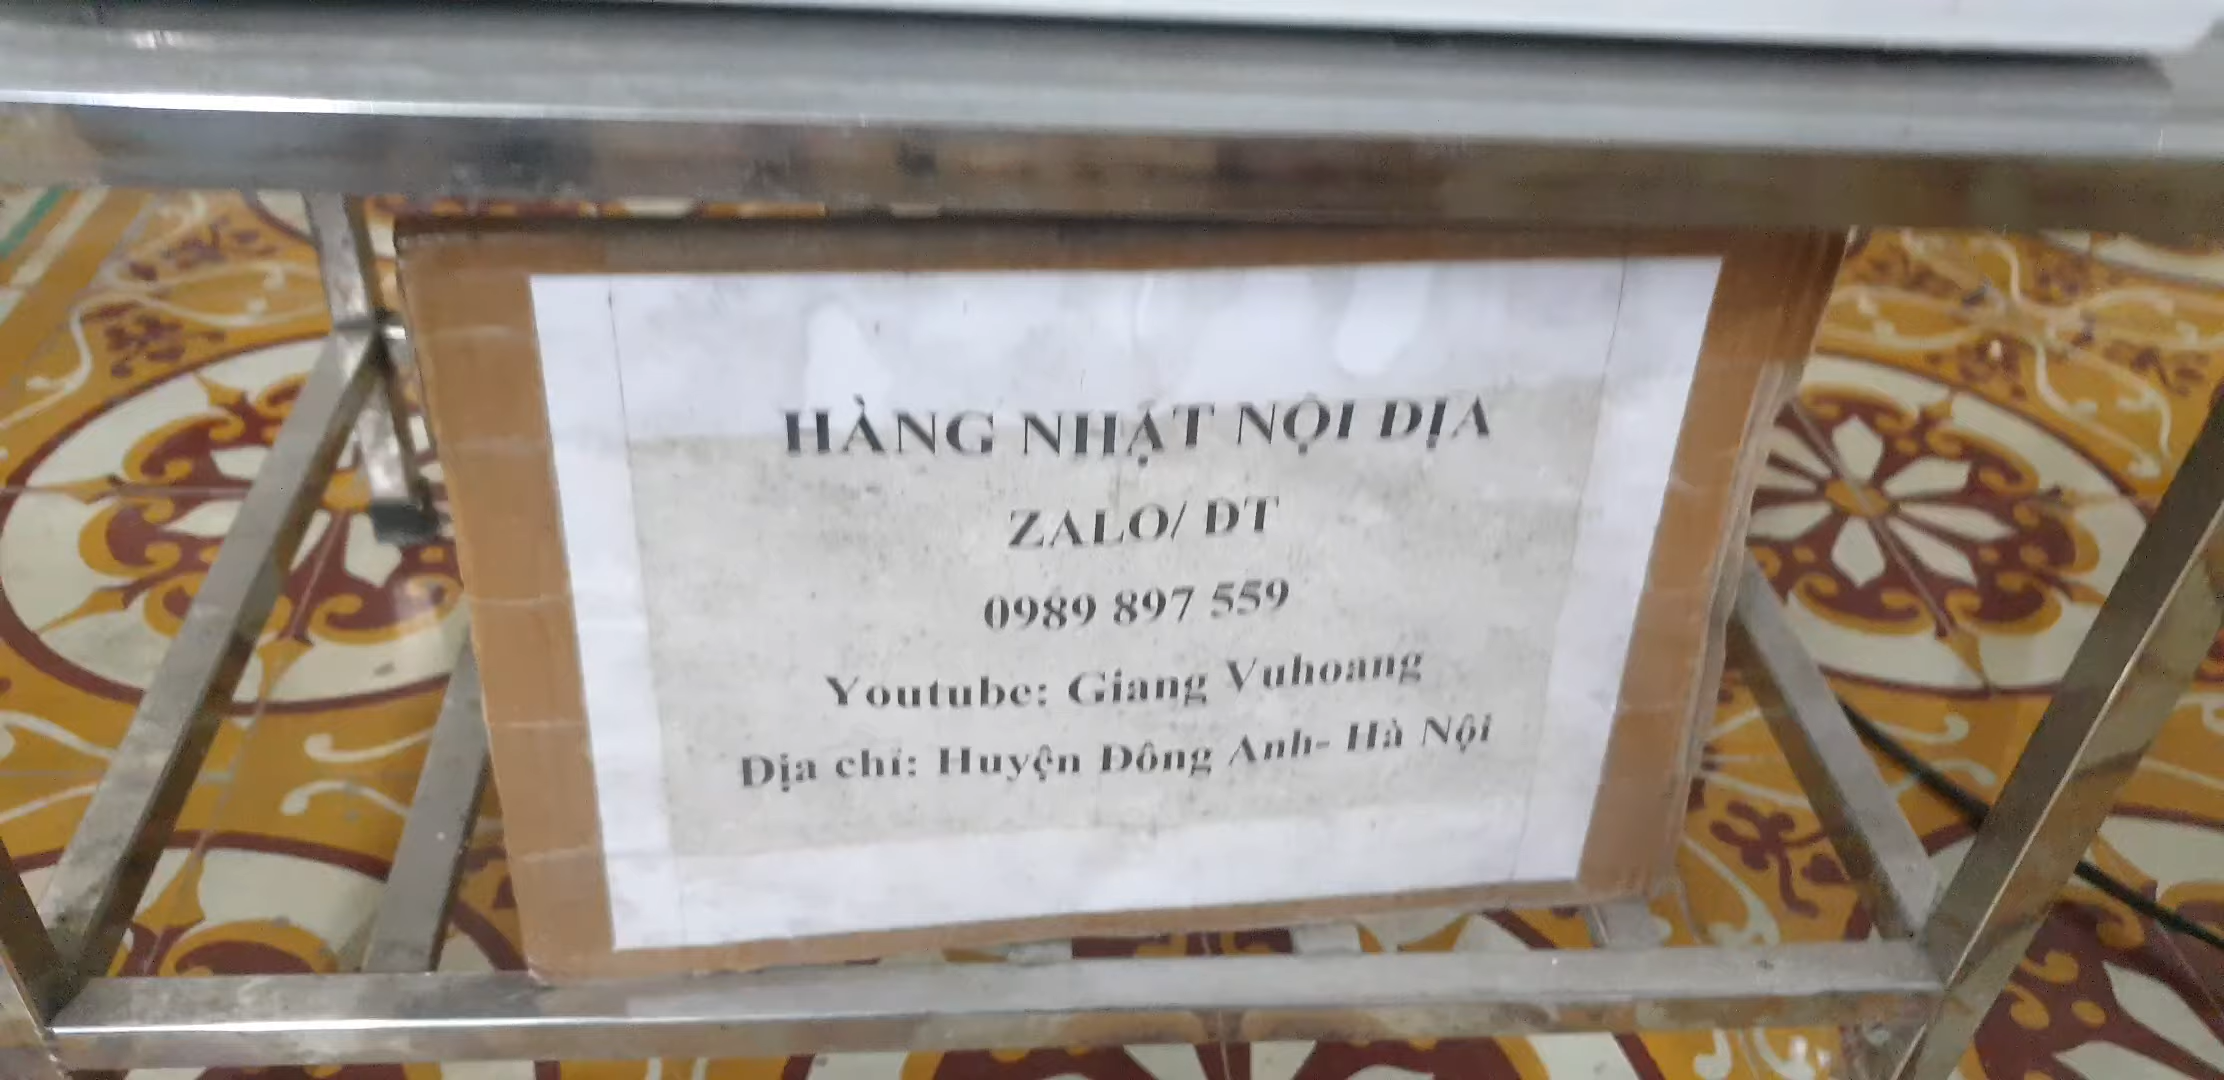 HÀNG NHẬT NỘI ĐỊA
ZALO/ ĐT
0989 897 559
Youtube: Giang Vuhoang
Địa chỉ: Huyện Đông Anh- Hà Nội